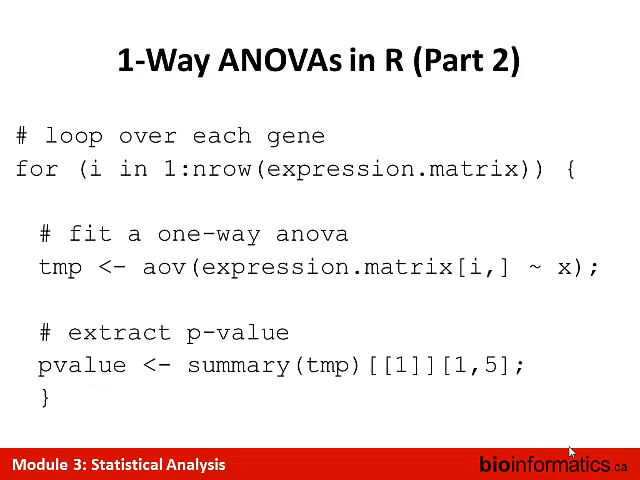 1-Way ANOVAs in R (Part 2)
# loop over each gene
for (i in 1:nrow(expression.matrix)) {
# fit a one-way anova
tmp <- aov(expression.matrix[i,] ~ x);
# extract p-value
pvalue <- summary(tmp)[[1]][1,5];
}
Module 3: Statistical Analysis
bioinformatics.ca